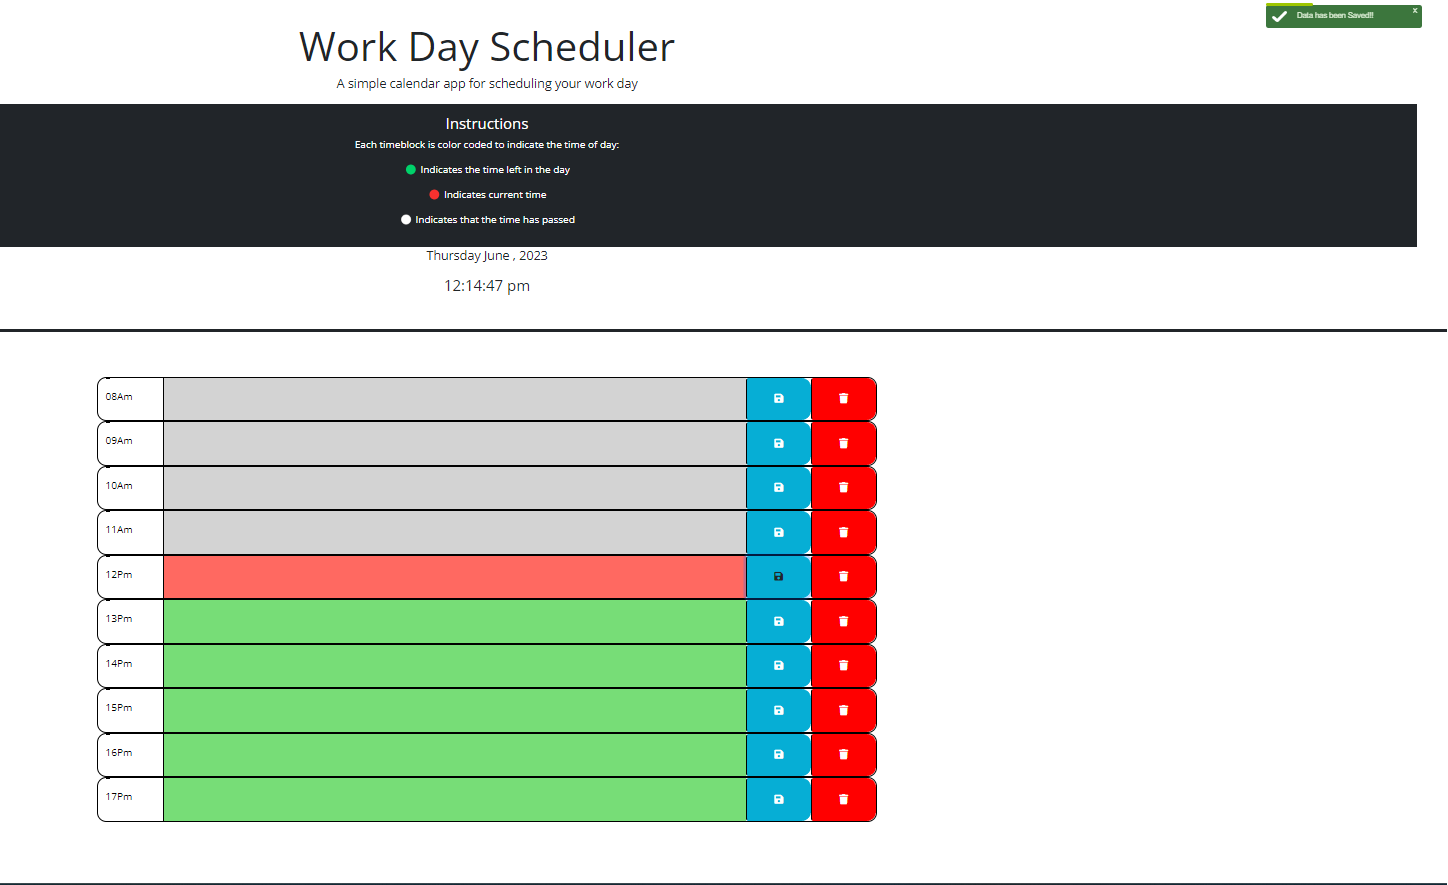 Data has been Saved!!
x
Work Day Scheduler
A simple calendar app for scheduling your work day
Instructions
Each timeblock is color coded to indicate the time of day:
Indicates the time left in the day
Indicates current time
Indicates that the time has passed
Thursday June , 2023
12:14:47 pm
08Am
09Am
10Am
11Am
12Pm
13Pm
14Pm
15Pm
16Pm
17Pm